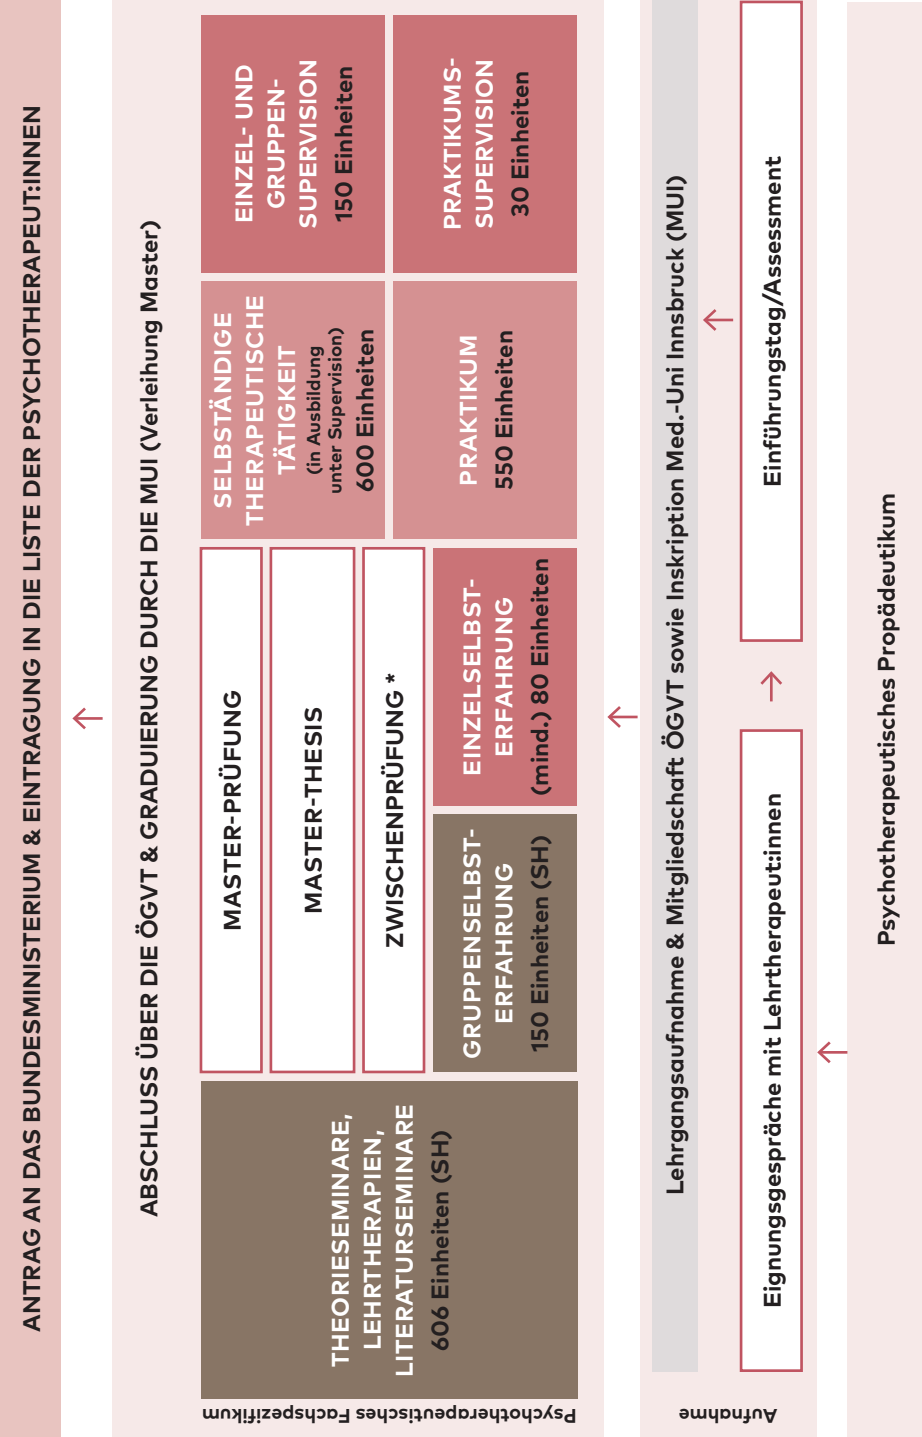 ANTRAG AN DAS BUNDESMINISTERIUM & EINTRAGUNG IN DIE LISTE DER PSYCHOTHERAPEUT:INNEN
ABSCHLUSS ÜBER DIE ÖGVT & GRADUIERUNG DURCH DIE MUI (Verleihung Master)
Psychotherapeutisches Fachspezifikum
THEORIESEMINARE,
LEHRTHERAPIEN,
LITERATURSEMINARE
606 Einheiten (SH)
MASTER-PRÜFUNG
MASTER-THESIS
ZWISCHENPRÜFUNG *
GRUPPENSELBST-
ERFAHRUNG
150 Einheiten (SH)
EINZELSELBST-
ERFAHRUNG
(mind.) 80 Einheiten
SELBSTÄNDIGE
THERAPEUTISCHE
TÄTIGKEIT
(in Ausbildung
unter Supervision)
600 Einheiten
PRAKTIKUM
550 Einheiten
EINZEL- UND
GRUPPEN-
SUPERVISION
150 Einheiten
PRAKTIKUMS-
SUPERVISION
30 Einheiten
Aufnahme
Lehrgangsaufnahme & Mitgliedschaft ÖGVT sowie Inskription Med.-Uni Innsbruck (MUI)
Eignungsgespräche mit Lehrtherapeut:innen
Einführungstag/Assessment
Psychotherapeutisches Propädeutikum